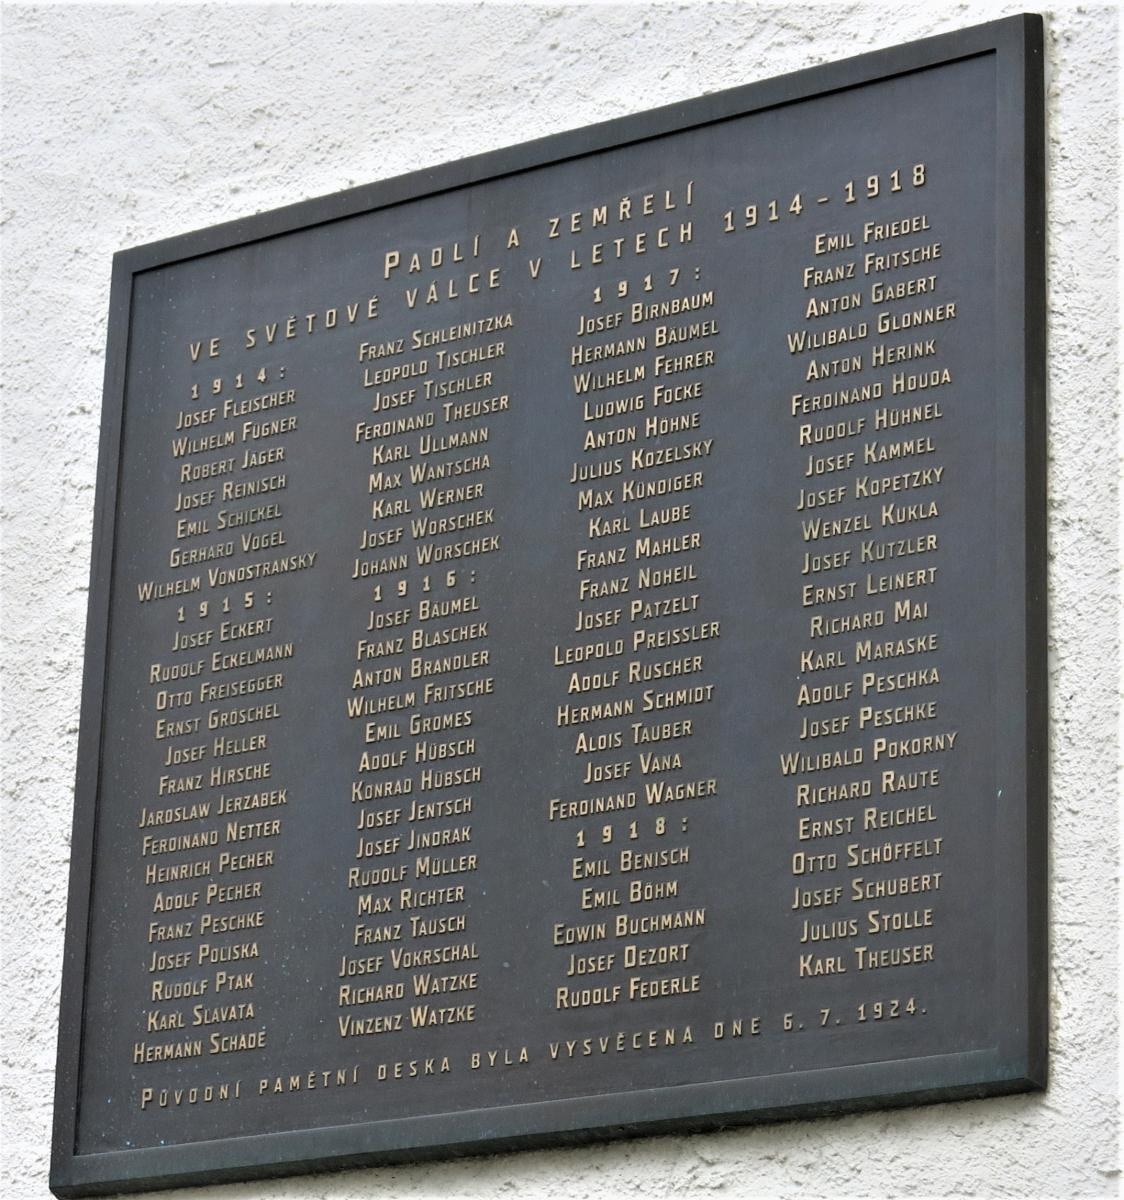 PADLÍ A ZEMŘELÍ
VE SVĚTOVÉ VÁLCE V LETECH 1914 - 1918
1914:
JOSEF FLEISCHER
WILHELM FÜGNER
ROBERT JÄGER
JOSEF REINISCH
EMIL SCHICKEL
GERHARD VOGEL
WILHELM VONOSTRANSKY
1915:
JOSEF ECKERT
RUDOLF ECKELMANN
OTTO FREISEGGER
ERNST GRÖSCHEL
JOSEF HELLER
FRANZ HIRSCHE
JAROSLAW JERZABEK
FERDINAND NETTER
HEINRICH PECHER
ADOLF PECHER
FRANZ PESCHKE
JOSEF POLISKA
RUDOLF PTAK
KARL SLAVATA
HERMANN SCHADE
FRANZ SCHLEINITZKA
LEOPOLD TISCHLER
JOSEF TISCHLER
FERDINAND THEUSER
KARL ULLMANN
MAX WANTSCHA
KARL WERNER
JOSEF WORSCHEK
JOHANN WORSCHEK
1916:
JOSEF BÄUMEL
FRANZ BLASCHEK
ANTON BRANDLER
WILHELM FRITSCHE
EMIL GROMES
ADOLF HÜBSCH
KONRAD HÜBSCH
JOSEF JENTSCH
JOSEF JINDRAK
RUDOLF MÜLLER
MAX RICHTER
FRANZ TAUSCH
JOSEF VOKRSCHAL
RICHARD WATZKE
VINZENZ WATZKE
1917:
JOSEF BIRNBAUM
HERMANN BÄUMEL
WILHELM FEHRER
LUDWIG FOCKE
ANTON HÖHNE
JULIUS KOZELSKY
MAX KÜNDIGER
KARL LAUBE
FRANZ MAHLER
FRANZ NOHEIL
JOSEF PATZELT
LEOPOLD PREISSLER
ADOLF RUSCHER
HERMANN SCHMIDT
ALOIS TAUBER
JOSEF VANA
FERDINAND WAGNER
1918:
EMIL BENISCH
EMIL BÖHM
EDWIN BUCHMANN
JOSEF DEZORT
RUDOLF FEDERLE
EMIL FRIEDEL
FRANZ FRITSCHE
ANTON GABERT
WILIBALD GLONNER
ANTON HERINK
FERDINAND HOUDA
RUDOLF HÜHNEL
JOSEF KAMMEL
JOSEF KOPETZKY
WENZEL KUKLA
JOSEF KUTZLER
ERNST LEINERT
RICHARD MAI
KARL MARASKE
ADOLF PESCHKA
JOSEF PESCHKE
WILIBALD POKORNY
RICHARD RAUTE
ERNST REICHEL
OTTO SCHÖFFELT
JOSEF SCHUBERT
JULIUS STOLLE
KARL THEUSER
PŮVODNÍ PAMĚTNÍ DESKA BYLA VYSVĚCENA DNE 6. 7. 1924.